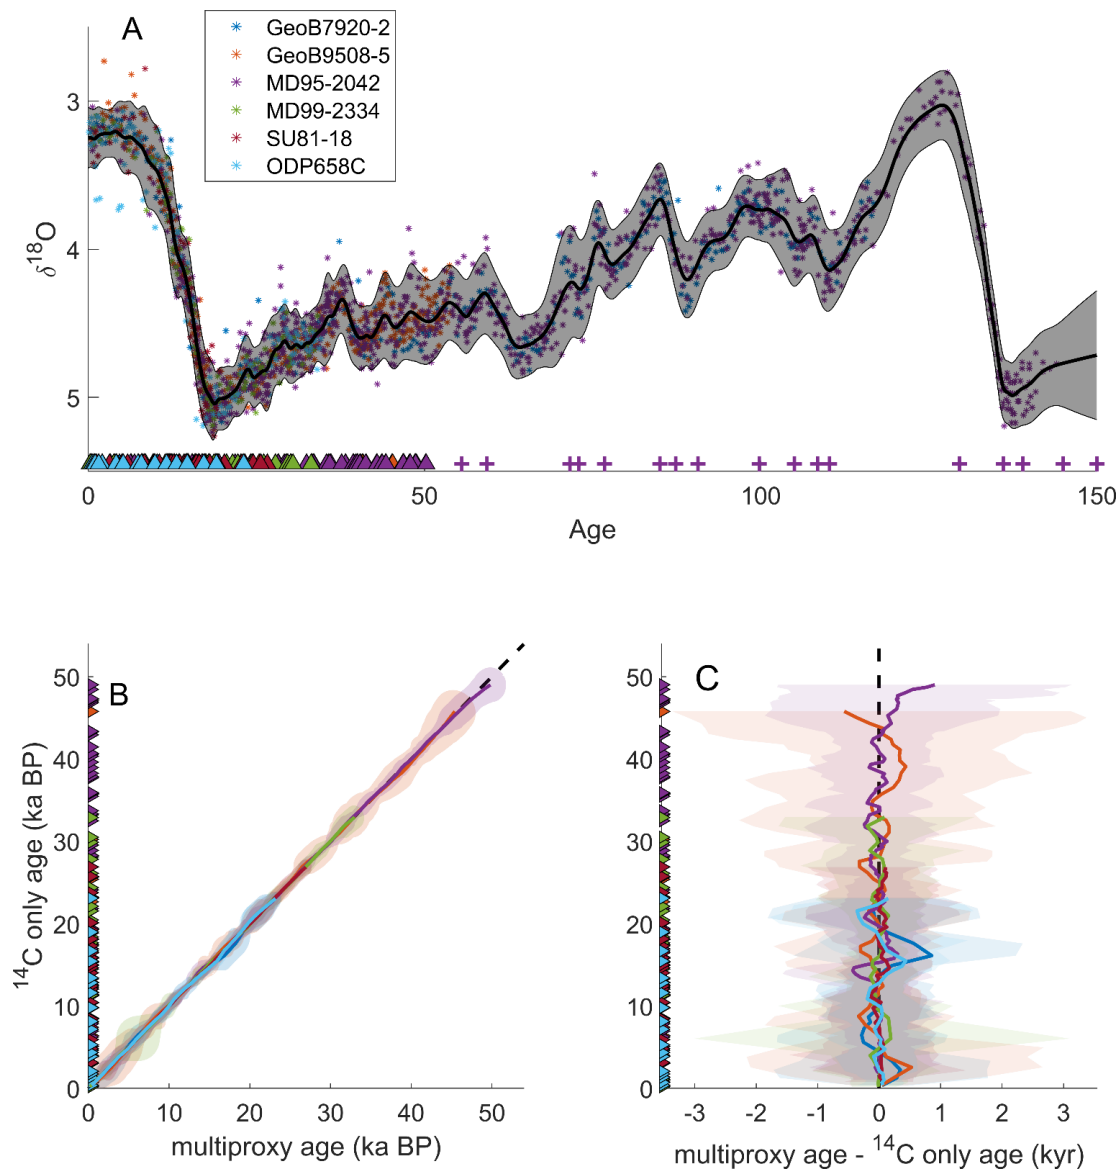 A
GeoB7920-2
GeoB9508-5
MD95-2042
MD99-2334
SU81-18
ODP658C
3
4
5
δ¹⁸O
0 50 100 150
Age
B
50
40
30
20
10
0
¹⁴C only age (ka BP)
0 10 20 30 40 50
multiproxy age (ka BP)
C
50
40
30
20
10
0
-3 -2 -1 0 1 2 3
multiproxy age - ¹⁴C only age (kyr)